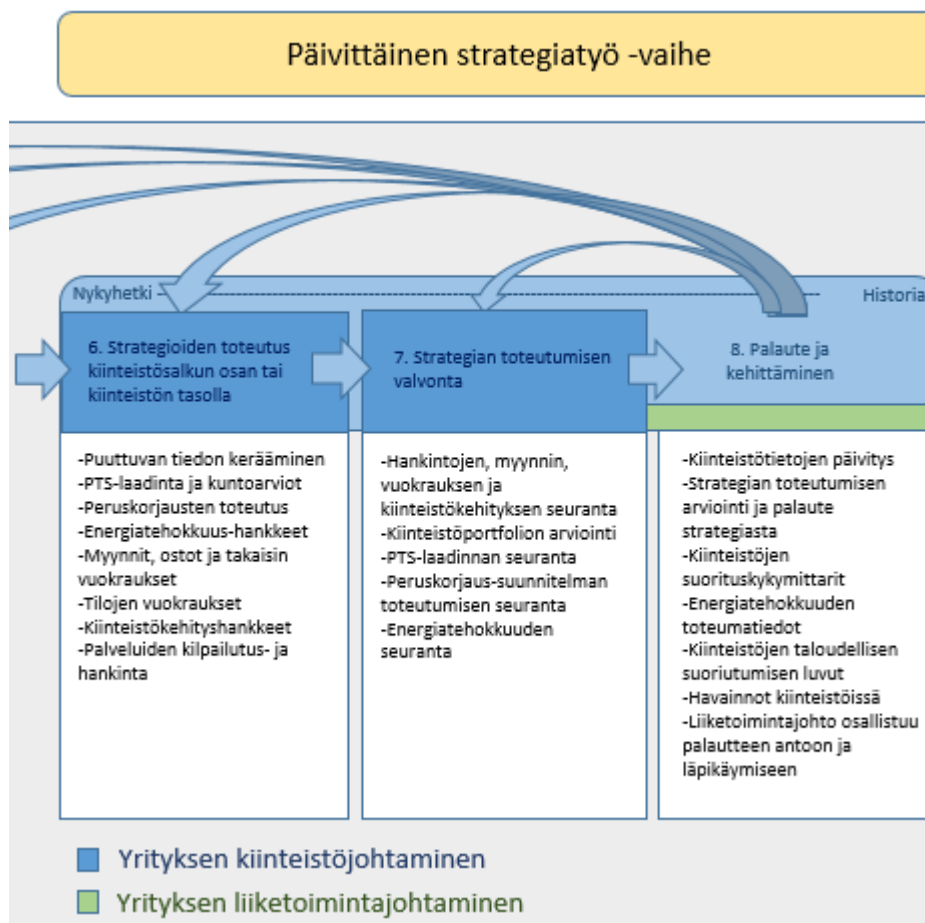 Päivittäinen strategiatyö -vaihe
Nykyhetki
Historia
6. Strategioiden toteutus
kiinteistösalkun osan tai
kiinteistön tasolla
7. Strategian toteutumisen
valvonta
8. Palaute ja
kehittäminen
-Puuttuvan tiedon kerääminen
-PTS-laadinta ja kuntoarviot
-Peruskorjausten toteutus
-Energiatehokkuus-hankkeet
-Myynnit, ostot ja takaisin
vuokraukset
-Tilojen vuokraukset
-Kiinteistökehityshankkeet
-Palveluiden kilpailutus- ja
hankinta
-Hankintojen, myynnin,
vuokrauksen ja
kiinteistökehityksen seuranta
-Kiinteistöportfolion arviointi
-PTS-laadinnan seuranta
-Peruskorjaus-suunnitelman
toteutumisen seuranta
-Energiatehokkuuden
seuranta
-Kiinteistötietojen päivitys
-Strategian toteutumisen
arviointi ja palaute
strategiasta
-Kiinteistöjen
suorituskykymittarit
-Energiatehokkuuden
toteumatiedot
-Kiinteistöjen taloudellisen
suoriutumisen luvut
-Havainnot kiinteistöissä
-Liiketoimintajohto osallistuu
palautteen antoon ja
läpikäymiseen
Yrityksen kiinteistöjohtaminen
Yrityksen liiketoimintajohtaminen